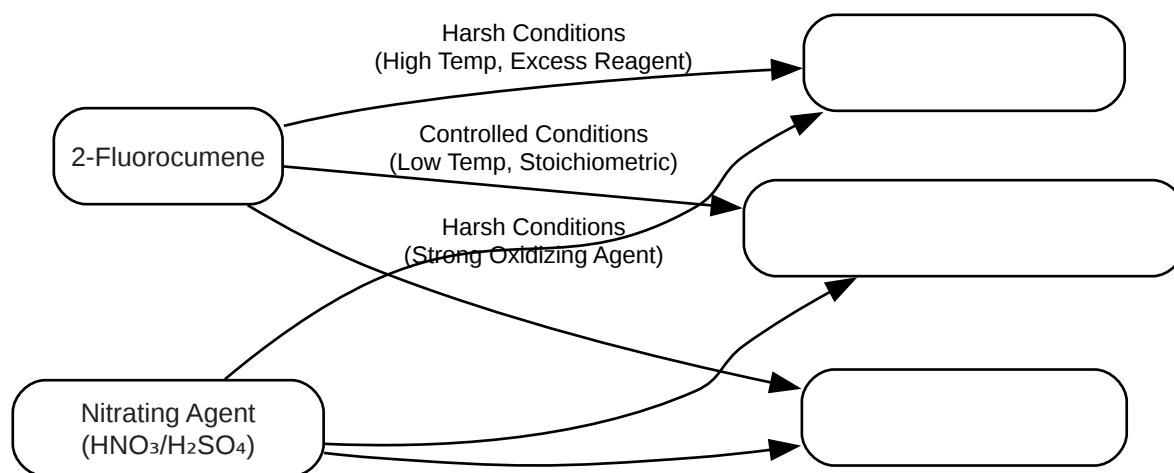 Harsh Conditions
(High Temp, Excess Reagent)
2-Fluorocumene
Controlled Conditions
(Low Temp, Stoichiometric)
Harsh Conditions
(Strong Oxidizing Agent)
Nitrating Agent
(HNO₃/H₂SO₄)